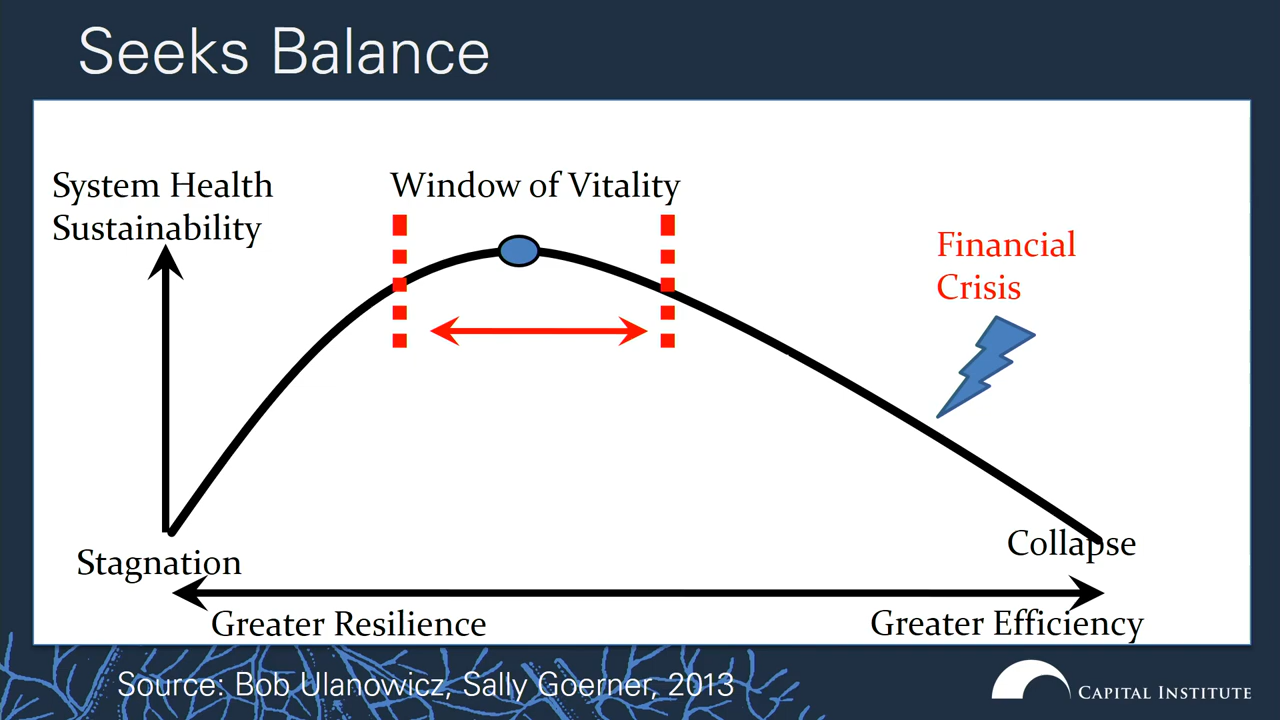 Seeks Balance
System Health
Sustainability
Window of Vitality
Financial
Crisis
Stagnation
Collapse
Greater Resilience
Greater Efficiency
Source: Bob Ulanowicz, Sally Goerner, 2013
CAPITAL INSTITUTE